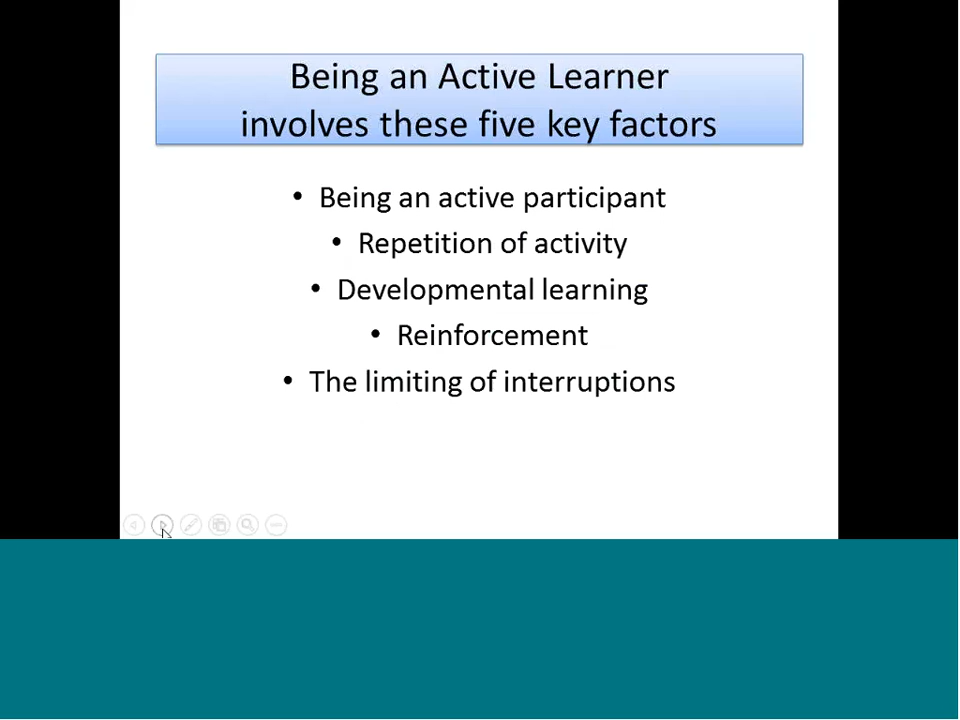 Being an Active Learner
involves these five key factors
• Being an active participant
• Repetition of activity
• Developmental learning
• Reinforcement
• The limiting of interruptions